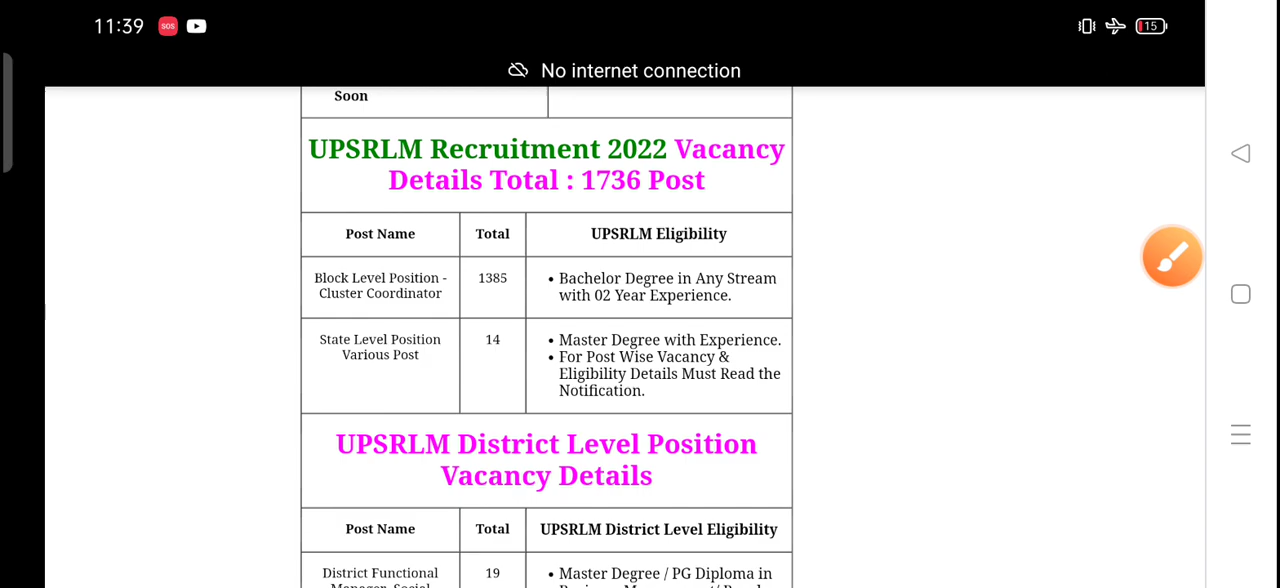 11:39 SOS 15
No internet connection
Soon
UPSRLM Recruitment 2022 Vacancy
Details Total : 1736 Post
Post Name Total UPSRLM Eligibility
Block Level Position -
Cluster Coordinator
1385
• Bachelor Degree in Any Stream
with 02 Year Experience.
State Level Position
Various Post
14
• Master Degree with Experience.
• For Post Wise Vacancy &
Eligibility Details Must Read the
Notification.
UPSRLM District Level Position
Vacancy Details
Post Name Total UPSRLM District Level Eligibility
District Functional
Manager, Social
19
• Master Degree / PG Diploma in